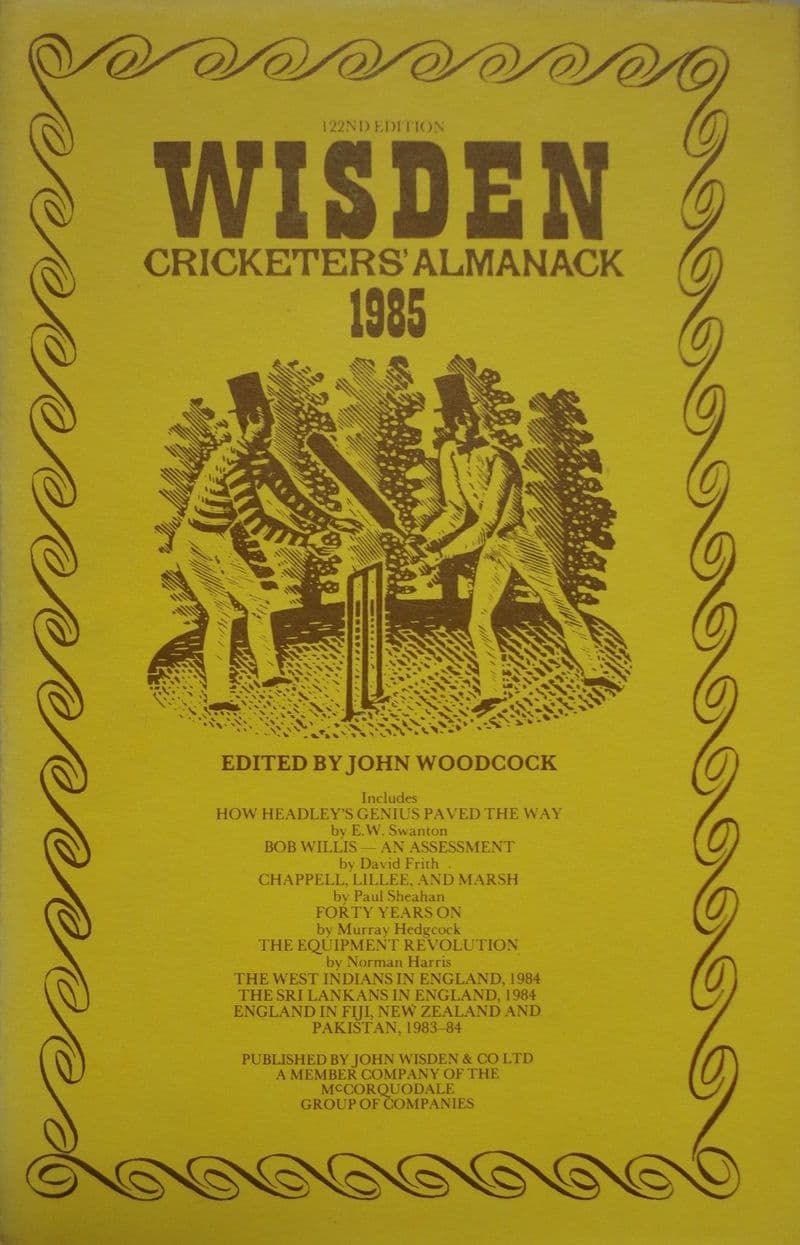 122ND EDITION
WISDEN
CRICKETERS' ALMANACK
1985
EDITED BY JOHN WOODCOCK
Includes
HOW HEADLEY'S GENIUS PAVED THE WAY
by E.W. Swanton
BOB WILLIS — AN ASSESSMENT
by David Frith
CHAPPELL, LILLEE, AND MARSH
by Paul Sheahan
FORTY YEARS ON
by Murray Hedgcock
THE EQUIPMENT REVOLUTION
by Norman Harris
THE WEST INDIANS IN ENGLAND, 1984
THE SRI LANKANS IN ENGLAND, 1984
ENGLAND IN FIJI, NEW ZEALAND AND
PAKISTAN, 1983–84
PUBLISHED BY JOHN WISDEN & CO LTD
A MEMBER COMPANY OF THE
McCORQUODALE
GROUP OF COMPANIES